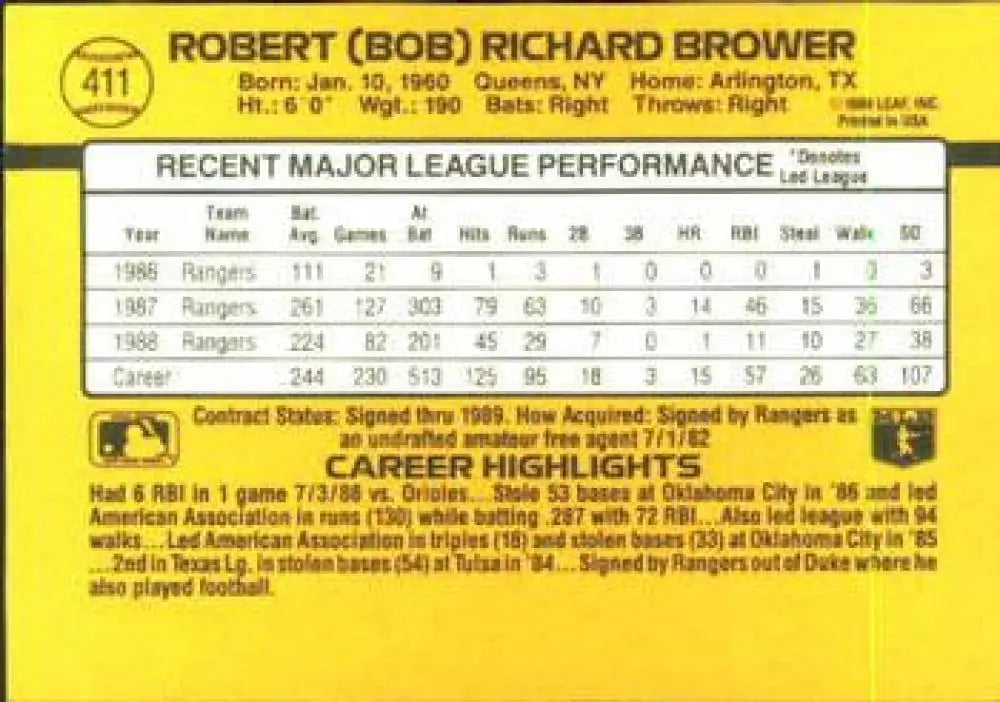 411
ROBERT (BOB) RICHARD BROWER
Born: Jan. 10, 1960 Queens, NY Home: Arlington, TX
Ht.: 6'0" Wgt.: 190 Bats: Right Throws: Right
LEAF, INC.
Printed in USA
RECENT MAJOR LEAGUE PERFORMANCE *Denotes Led League
Year Team Name Bat. Avg. Games At Bat Hits Runs 2B 3B HR RBI Steal Walk SO
1986 Rangers .111 21 9 1 3 1 0 0 0 1 0 3
1987 Rangers .261 127 303 79 63 10 3 14 46 15 36 66
1988 Rangers .224 82 201 45 29 7 0 1 11 10 27 38
Career .244 230 513 125 95 18 3 15 57 26 63 107
Contract Status: Signed thru 1989. How Acquired: Signed by Rangers as
an undrafted amateur free agent 7/1/82
CAREER HIGHLIGHTS
Had 6 RBI in 1 game 7/3/88 vs. Orioles...Stole 53 bases at Oklahoma City in '86 and led
American Association in runs (130) while batting .287 with 72 RBI...Also led league with 94
walks...Led American Association in triples (18) and stolen bases (33) at Oklahoma City in '85
...2nd in Texas Lg. in stolen bases (54) at Tulsa in '84...Signed by Rangers out of Duke where he
also played football.